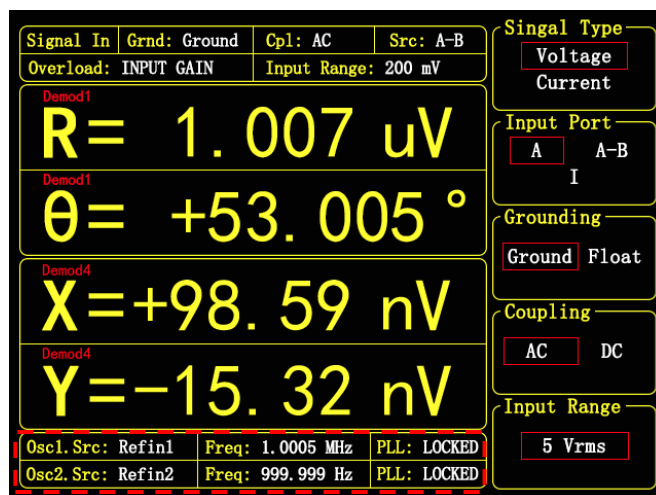 Signal In Grnd: Ground Cpl: AC Src: A-B
Overload: INPUT GAIN Input Range: 200 mV
Demod1
R= 1.007 uV
Demod1
θ= +53.005 °
Demod4
X=+98.59 nV
Demod4
Y=-15.32 nV
Osc1.Src: Refin1 Freq: 1.0005 MHz PLL: LOCKED
Osc2.Src: Refin2 Freq: 999.999 Hz PLL: LOCKED
Singal Type
Voltage
Current
Input Port
A A-B
I
Grounding
Ground Float
Coupling
AC DC
Input Range
5 Vrms